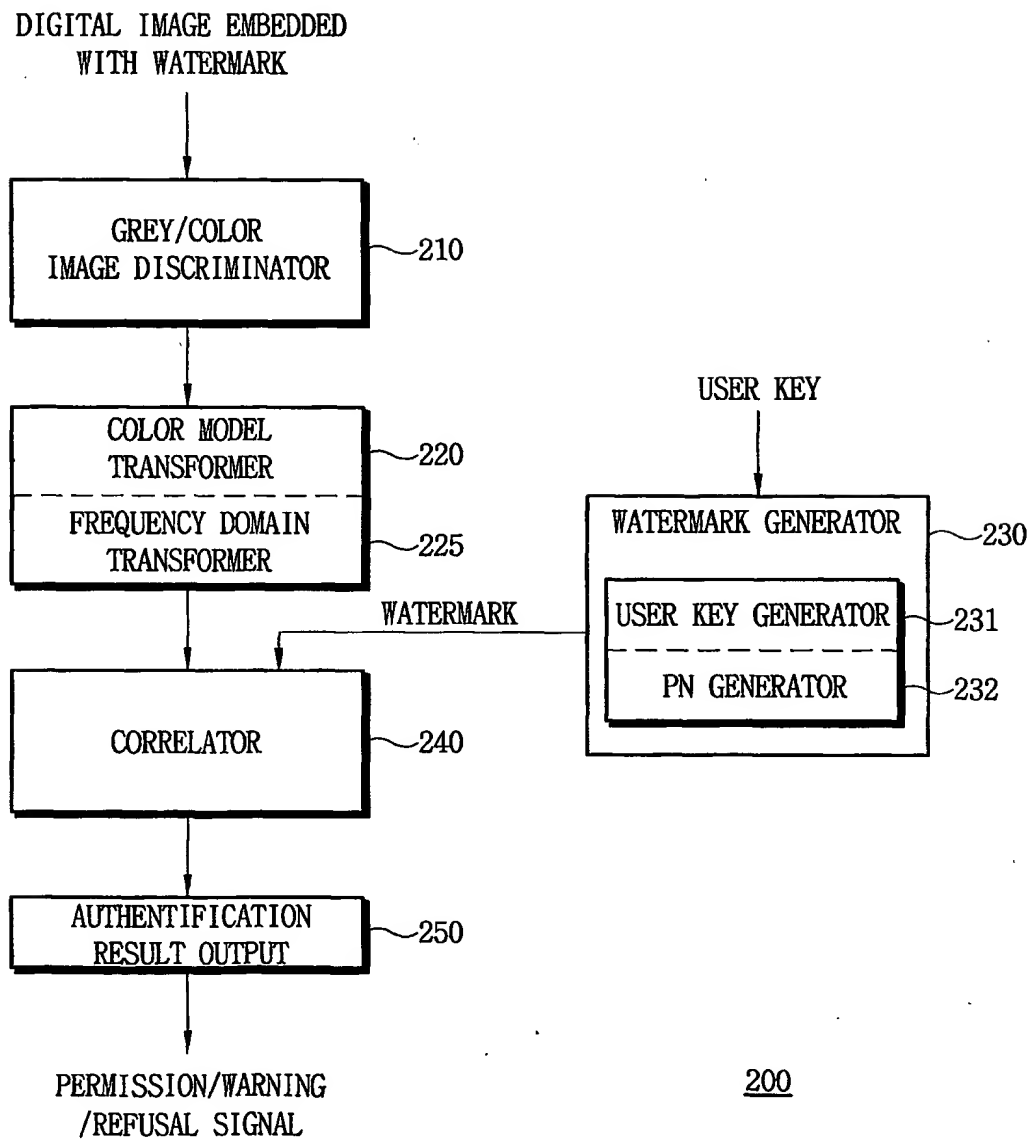 DIGITAL IMAGE EMBEDDED
WITH WATERMARK
GREY/COLOR
IMAGE DISCRIMINATOR
210
COLOR MODEL
TRANSFORMER
220
FREQUENCY DOMAIN
TRANSFORMER
225
USER KEY
WATERMARK GENERATOR
230
USER KEY GENERATOR
231
PN GENERATOR
232
WATERMARK
CORRELATOR
240
AUTHENTIFICATION
RESULT OUTPUT
250
PERMISSION/WARNING
/REFUSAL SIGNAL
200